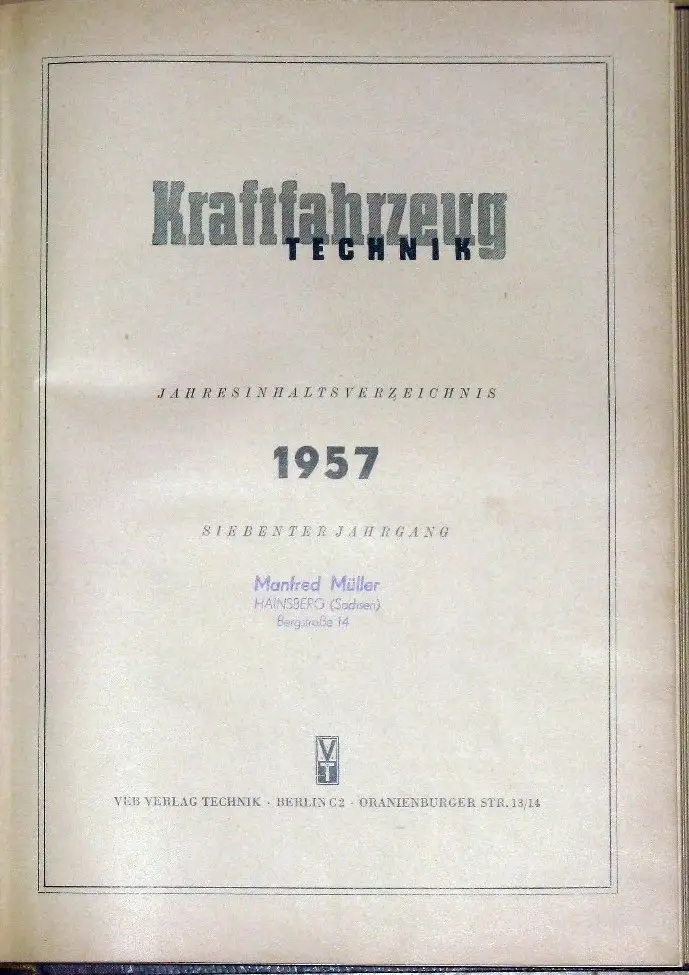 Kraftfahrzeug
TECHNIK
JAHRESINHALTSVERZEICHNIS
1957
SIEBENTER JAHRGANG
Manfred Müller
HAINSBERG (Sachsen)
Bergstraße 14
VT
VEB VERLAG TECHNIK · BERLIN C2 · ORANIENBURGER STR. 13/14